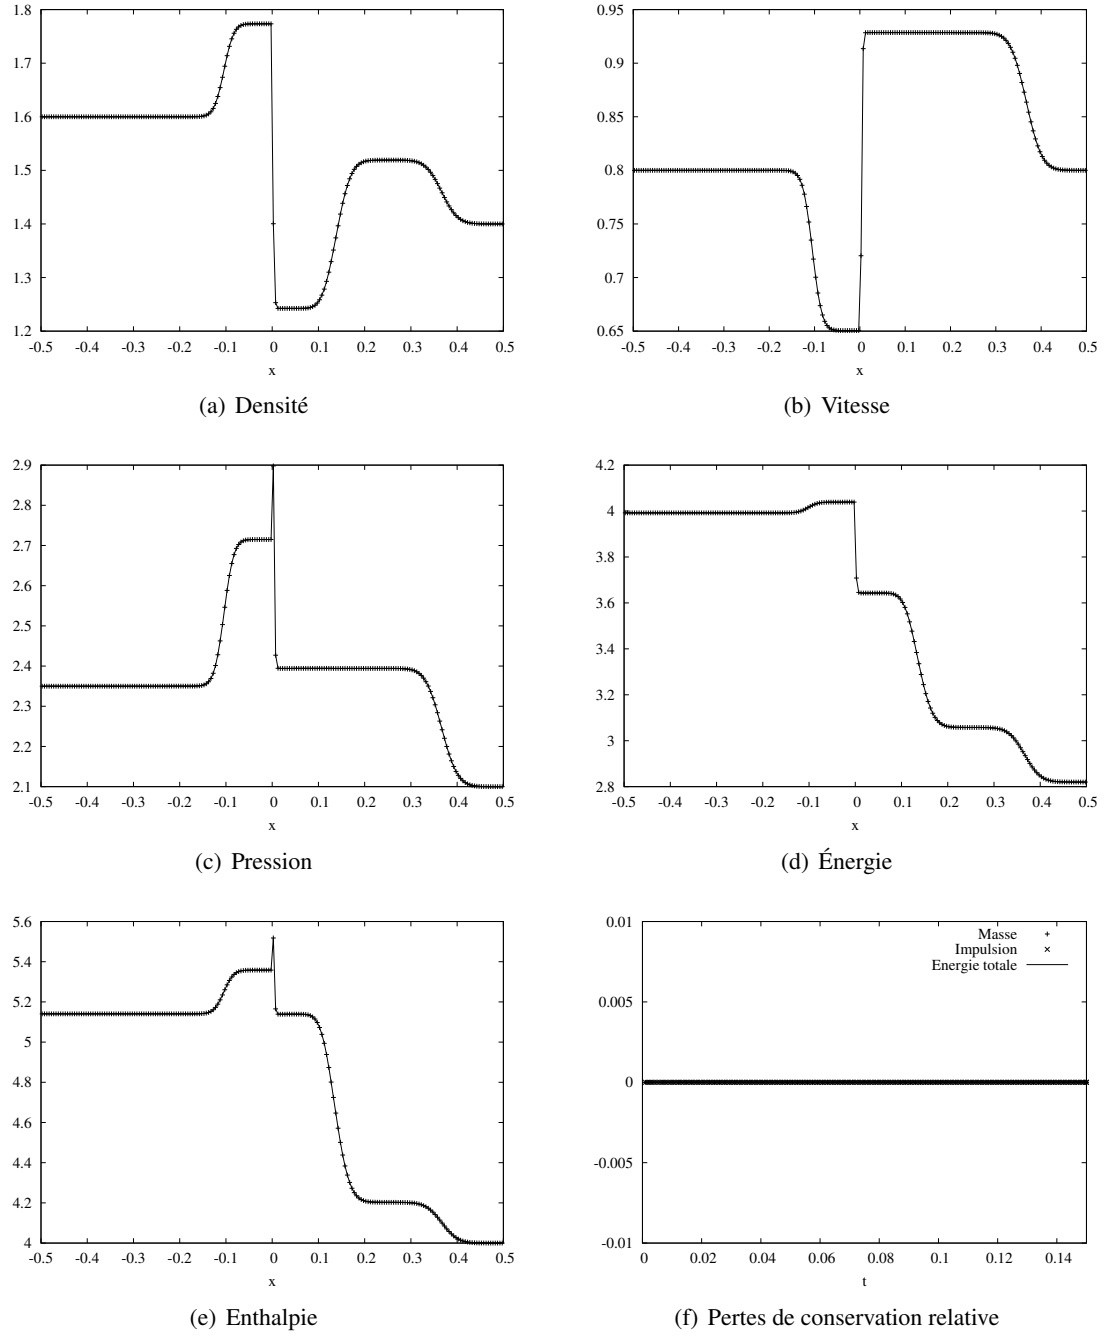 1.8
1.7
1.6
1.5
1.4
1.3
1.2
-0.5 -0.4 -0.3 -0.2 -0.1 0 0.1 0.2 0.3 0.4 0.5
x
(a) Densité
0.95
0.9
0.85
0.8
0.75
0.7
0.65
-0.5 -0.4 -0.3 -0.2 -0.1 0 0.1 0.2 0.3 0.4 0.5
x
(b) Vitesse
2.9
2.8
2.7
2.6
2.5
2.4
2.3
2.2
2.1
-0.5 -0.4 -0.3 -0.2 -0.1 0 0.1 0.2 0.3 0.4 0.5
x
(c) Pression
4.2
4
3.8
3.6
3.4
3.2
3
2.8
-0.5 -0.4 -0.3 -0.2 -0.1 0 0.1 0.2 0.3 0.4 0.5
x
(d) Énergie
5.6
5.4
5.2
5
4.8
4.6
4.4
4.2
4
-0.5 -0.4 -0.3 -0.2 -0.1 0 0.1 0.2 0.3 0.4 0.5
x
(e) Enthalpie
0.01
0.005
0
-0.005
-0.01
Masse
Impulsion
Energie totale
0 0.02 0.04 0.06 0.08 0.1 0.12 0.14
t
(f) Pertes de conservation relative